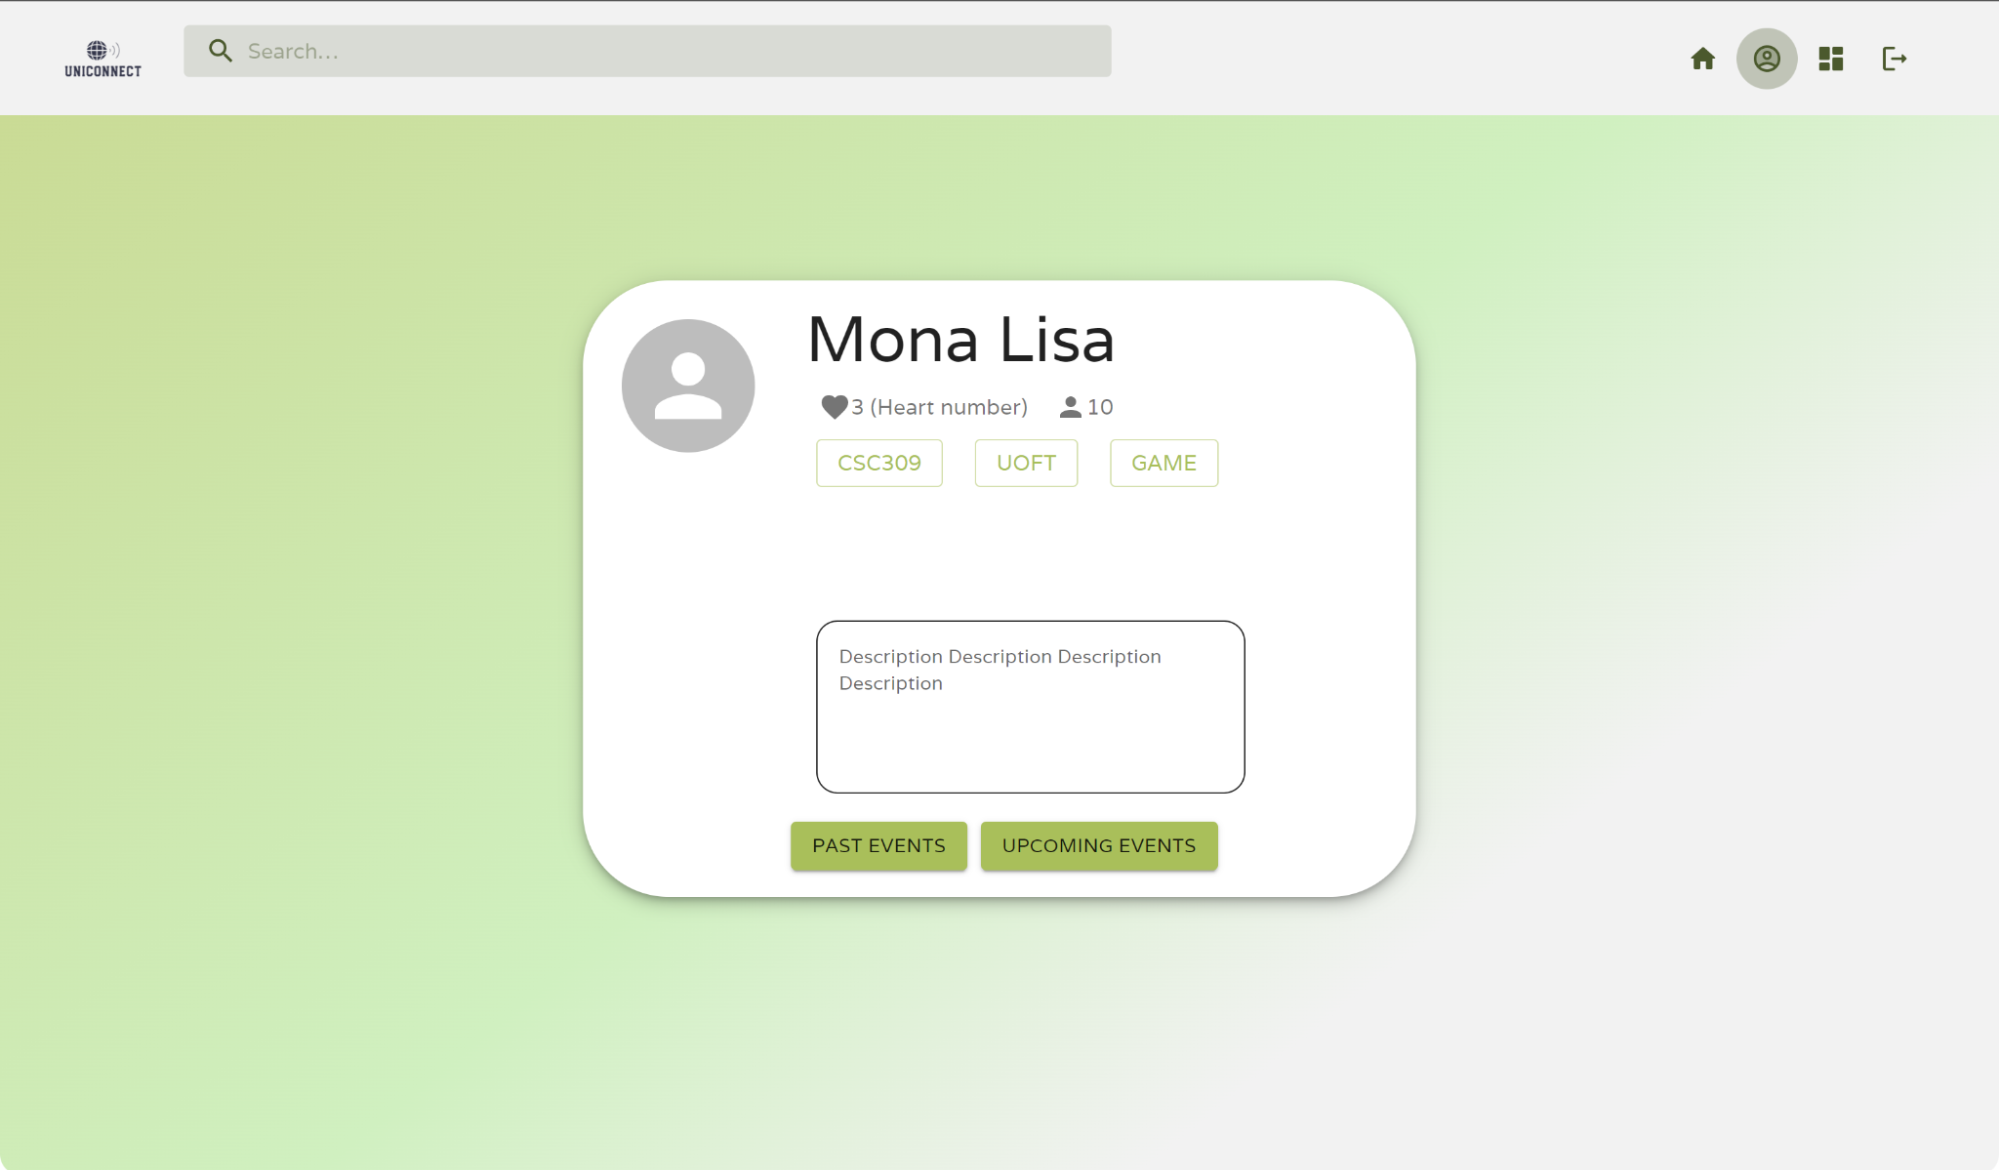 UNICONNECT
Search...
Mona Lisa
3 (Heart number) 10
CSC309 UOFT GAME
Description Description Description
Description
PAST EVENTS UPCOMING EVENTS